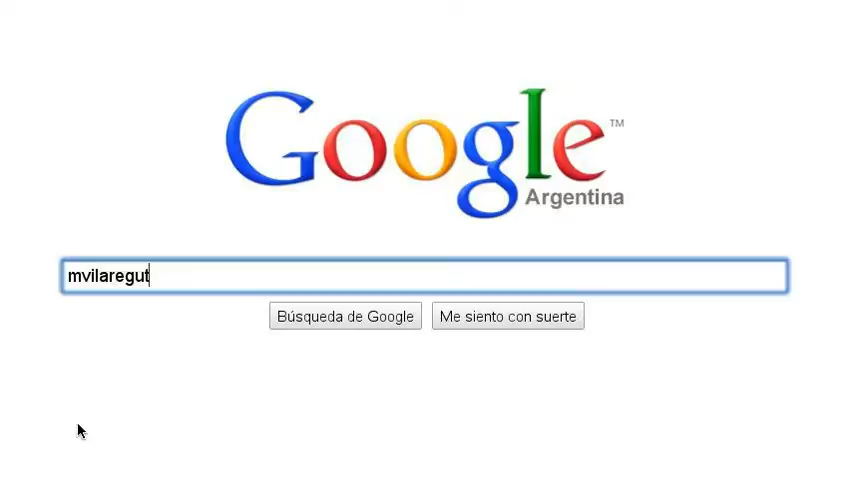 Google™
Argentina
mvilaregut
Búsqueda de Google
Me siento con suerte